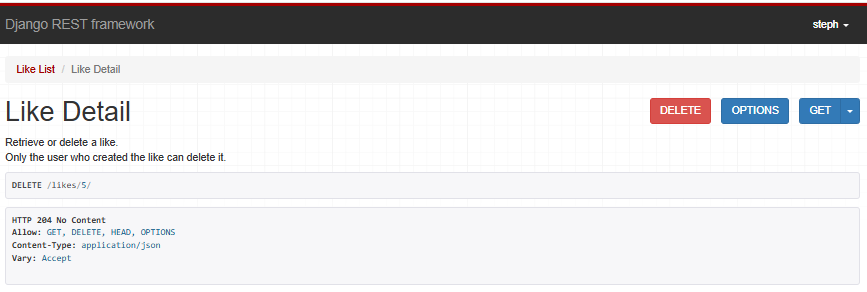 Django REST framework
steph
Like List / Like Detail
Like Detail
DELETE
OPTIONS
GET
Retrieve or delete a like.
Only the user who created the like can delete it.
DELETE /likes/5/
HTTP 204 No Content
Allow: GET, DELETE, HEAD, OPTIONS
Content-Type: application/json
Vary: Accept